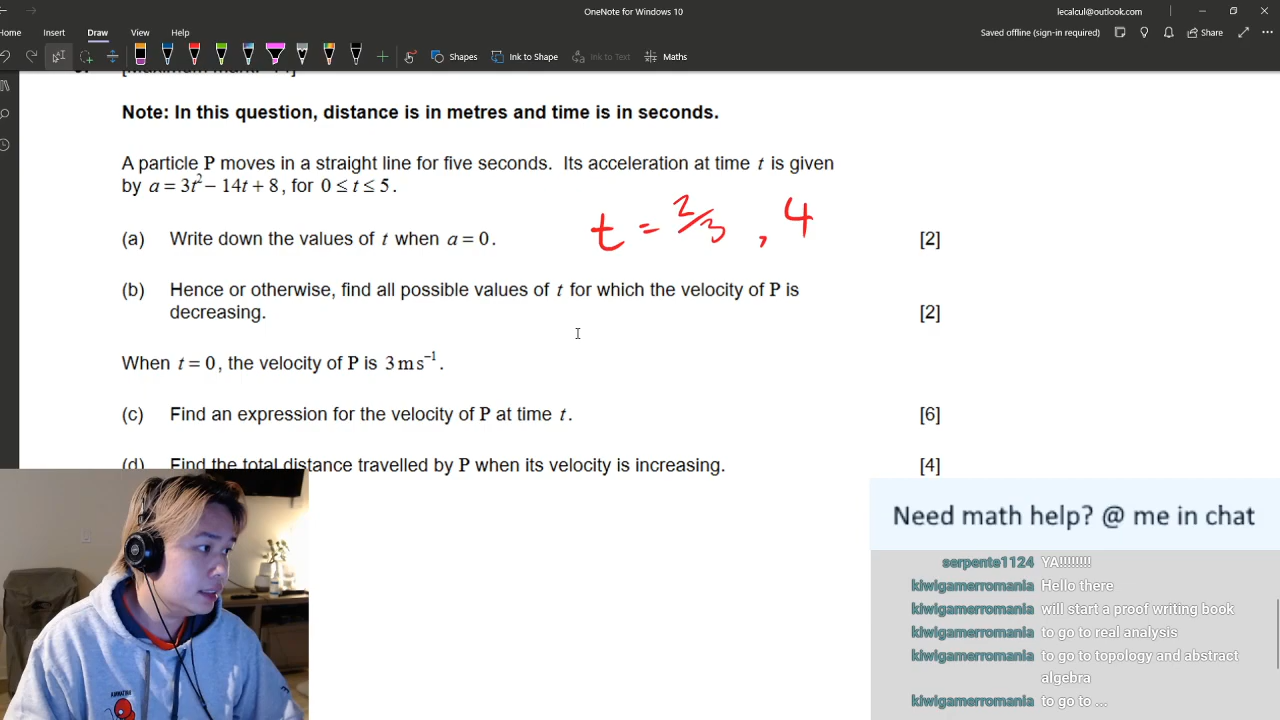 OneNote for Windows 10
lecalcul@outlook.com
Home Insert Draw View Help
Saved offline (sign-in required) Share
Shapes Ink to Shape Ink to Text Maths
Note: In this question, distance is in metres and time is in seconds.
A particle P moves in a straight line for five seconds. Its acceleration at time t is given
by a = 3t² − 14t + 8, for 0 ≤ t ≤ 5.
t = 2/3 , 4
(a) Write down the values of t when a = 0. [2]
(b) Hence or otherwise, find all possible values of t for which the velocity of P is
decreasing. [2]
When t = 0, the velocity of P is 3 m s⁻¹.
(c) Find an expression for the velocity of P at time t. [6]
(d) Find the total distance travelled by P when its velocity is increasing. [4]
Need math help? @ me in chat
serpente1124 YA!!!!!!!!
kiwigamerromania Hello there
kiwigamerromania will start a proof writing book
kiwigamerromania to go to real analysis
kiwigamerromania to go to topology and abstract
algebra
kiwigamerromania to go to ...